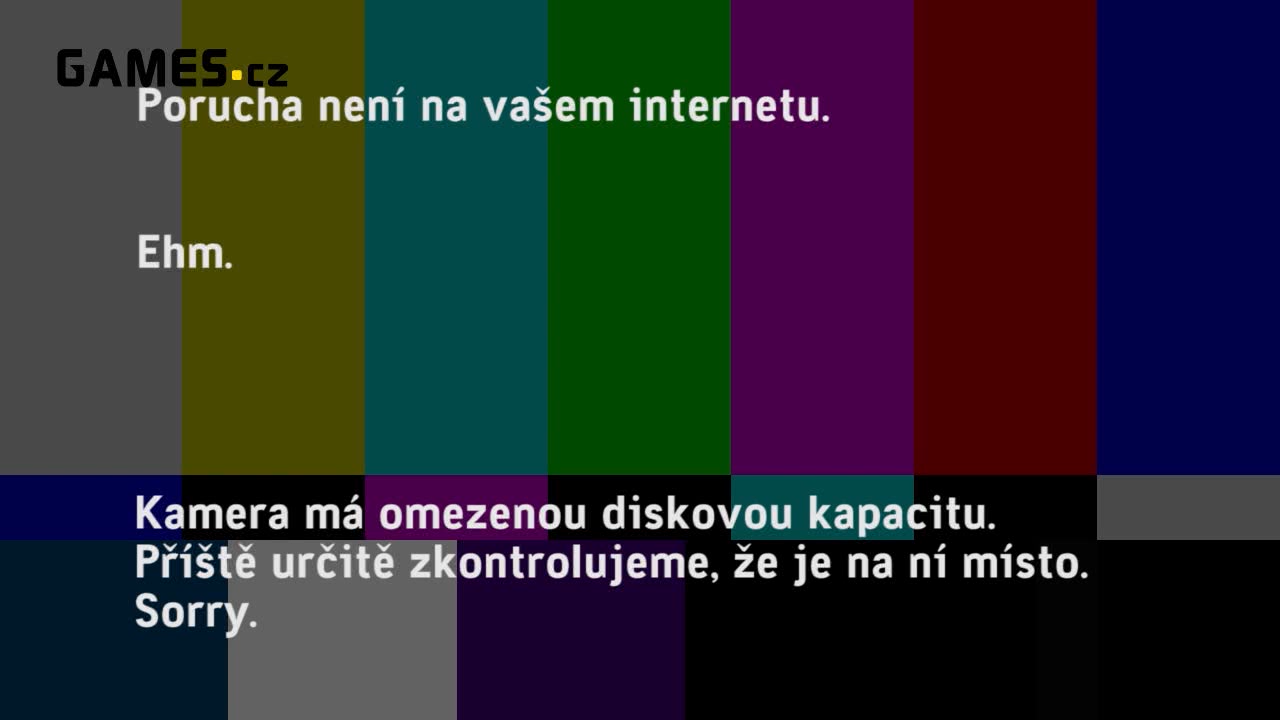 GAMES.cz
Porucha není na vašem internetu.
Ehm.
Kamera má omezenou diskovou kapacitu.
Příště určitě zkontrolujeme, že je na ní místo.
Sorry.